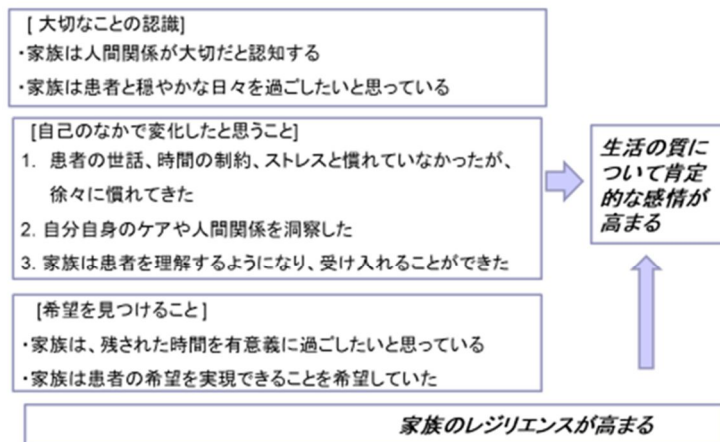 [ 大切なことの認識]
・家族は人間関係が大切だと認知する
・家族は患者と穏やかな日々を過ごしたいと思っている
[自己のなかで変化したと思うこと]
1. 患者の世話、時間の制約、ストレスと慣れていなかったが、
徐々に慣れてきた
2. 自分自身のケアや人間関係を洞察した
3. 家族は患者を理解するようになり、受け入れることができた
[希望を見つけること]
・家族は、残された時間を有意義に過ごしたいと思っている
・家族は患者の希望を実現できることを希望していた
生活の質に
ついて肯定
的な感情が
高まる
家族のレジリエンスが高まる